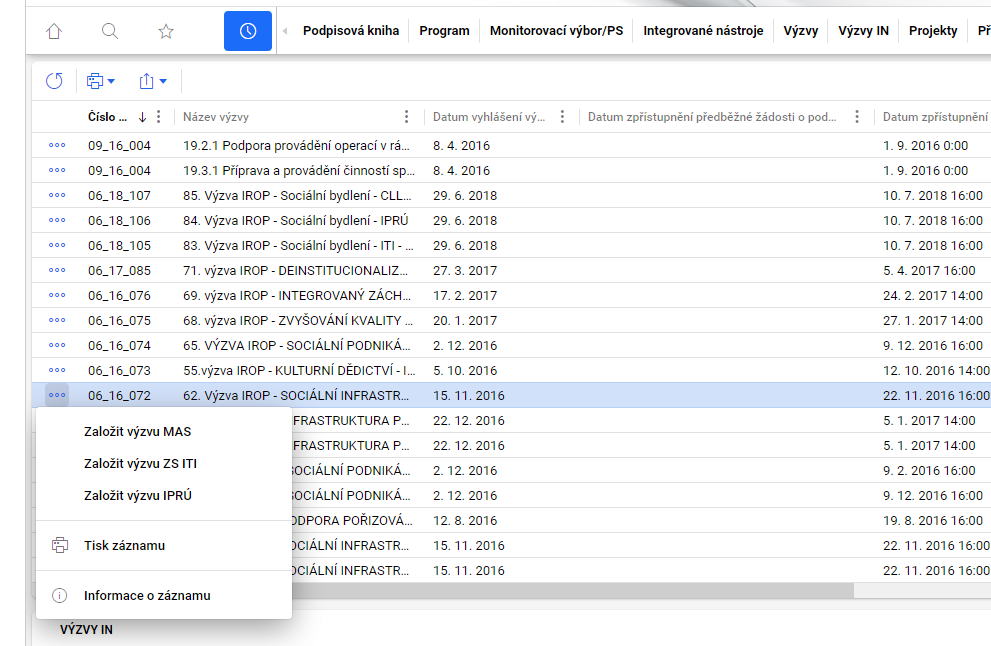 Podpisová kniha Program Monitorovací výbor/PS Integrované nástroje Výzvy Výzvy IN Projekty Př
Číslo ... Název výzvy Datum vyhlášení vý... Datum zpřístupnění předběžné žádosti o pod... Datum zpřístupnění
09_16_004 19.2.1 Podpora provádění operací v rá... 8. 4. 2016 1. 9. 2016 0:00
09_16_004 19.3.1 Příprava a provádění činností sp... 8. 4. 2016 1. 9. 2016 0:00
06_18_107 85. Výzva IROP - Sociální bydlení - CLL... 29. 6. 2018 10. 7. 2018 16:00
06_18_106 84. Výzva IROP - Sociální bydlení - IPRÚ 29. 6. 2018 10. 7. 2018 16:00
06_18_105 83. Výzva IROP - Sociální bydlení - ITI - ... 29. 6. 2018 10. 7. 2018 16:00
06_17_085 71. výzva IROP - DEINSTITUCIONALIZ... 27. 3. 2017 5. 4. 2017 16:00
06_16_076 69. výzva IROP - INTEGROVANÝ ZÁCH... 17. 2. 2017 24. 2. 2017 14:00
06_16_075 68. výzva IROP - ZVYŠOVÁNÍ KVALITY ... 20. 1. 2017 27. 1. 2017 14:00
06_16_074 65. VÝZVA IROP - SOCIÁLNÍ PODNIKÁ... 2. 12. 2016 9. 12. 2016 16:00
06_16_073 55.výzva IROP - KULTURNÍ DĚDICTVÍ - I... 5. 10. 2016 12. 10. 2016 14:00
06_16_072 62. Výzva IROP - SOCIÁLNÍ INFRASTR... 15. 11. 2016 22. 11. 2016 16:00
FRASTRUKTURA P... 22. 12. 2016 5. 1. 2017 14:00
Založit výzvu MAS
FRASTRUKTURA P... 22. 12. 2016 5. 1. 2017 14:00
Založit výzvu ZS ITI
SOCIÁLNÍ PODNIKÁ... 2. 12. 2016 9. 2. 2016 16:00
Založit výzvu IPRÚ
SOCIÁLNÍ PODNIKÁ... 2. 12. 2016 9. 12. 2016 16:00
ODPORA POŘIZOVÁ... 12. 8. 2016 19. 8. 2016 16:00
Tisk záznamu
OCIÁLNÍ INFRASTR... 15. 11. 2016 22. 11. 2016 16:00
OCIÁLNÍ INFRASTR... 15. 11. 2016 22. 11. 2016 16:00
Informace o záznamu
VÝZVY IN